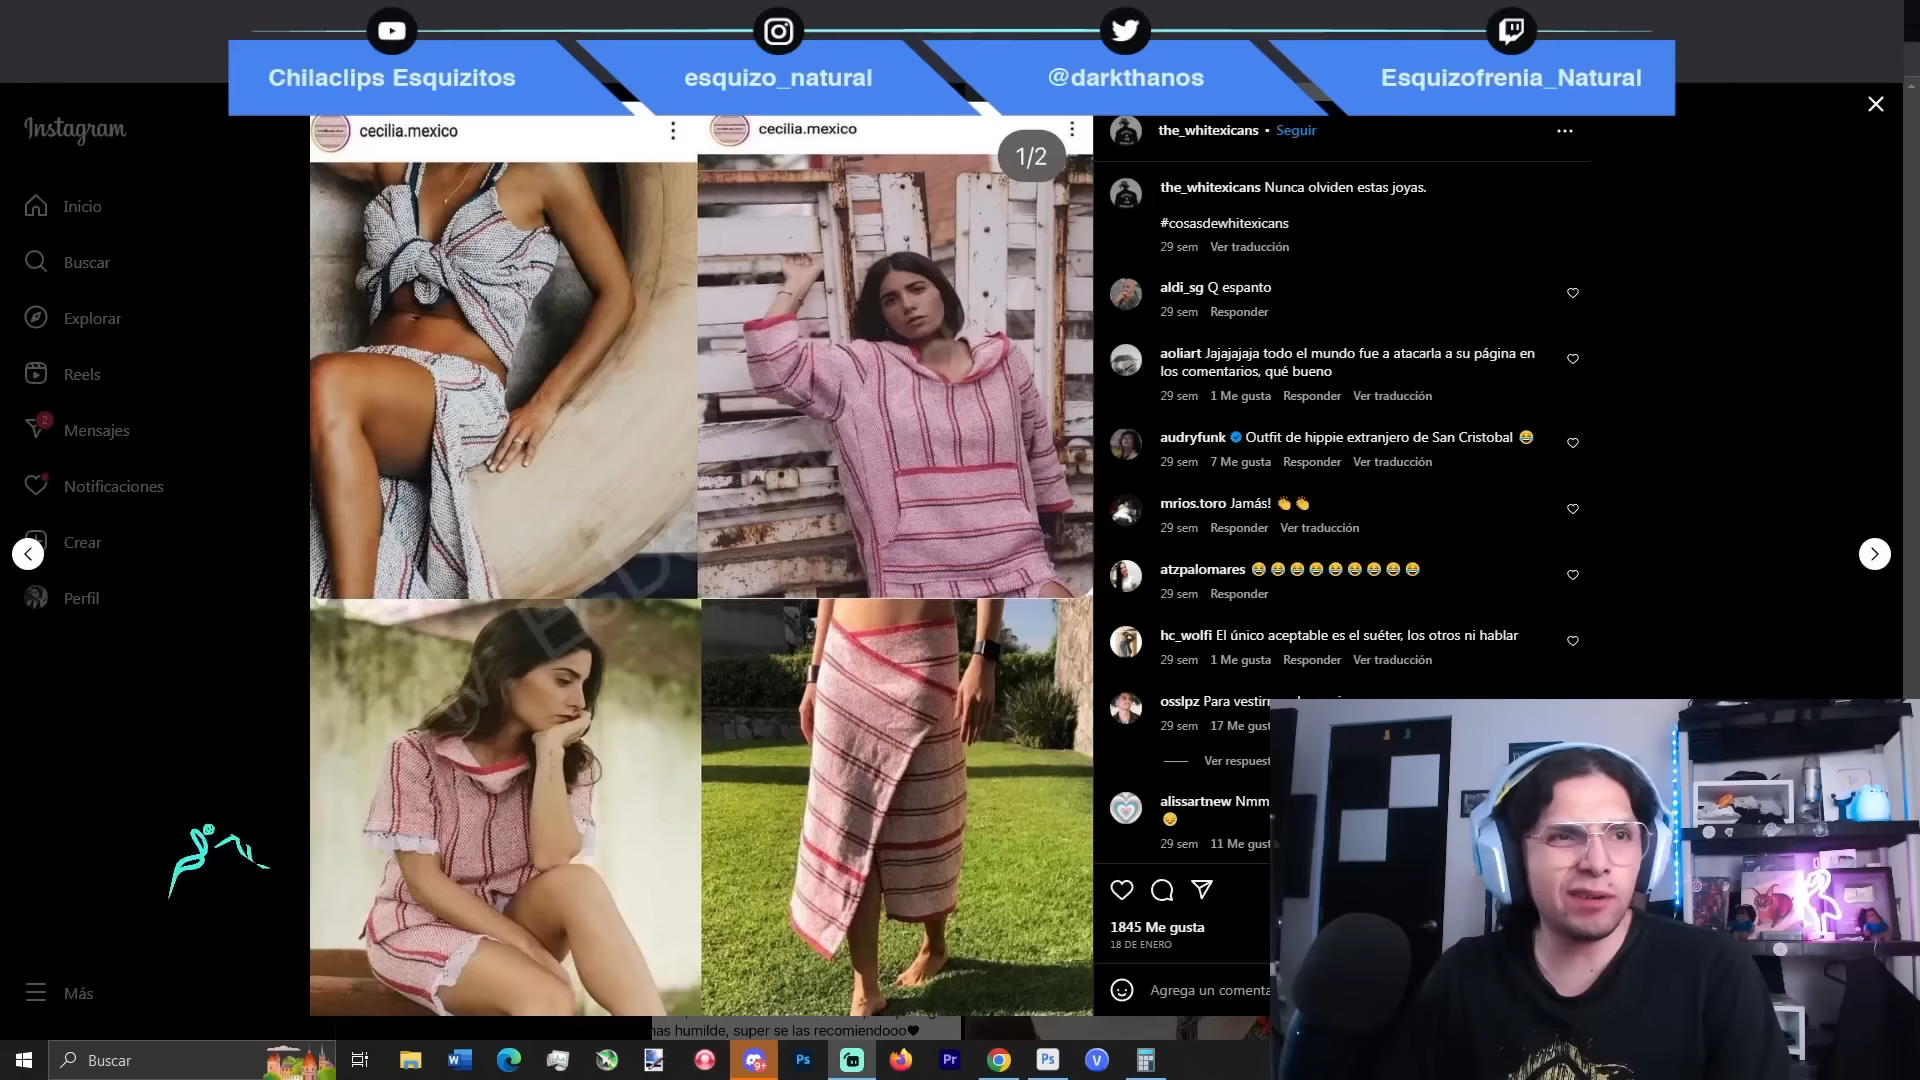 Chilaclips Esquizitos
esquizo_natural
@darkthanos
Esquizofrenia_Natural
Instagram
Inicio
Buscar
Explorar
Reels
2
Mensajes
Notificaciones
Crear
Perfil
Más
cecilia.mexico
cecilia.mexico
1/2
the_whitexicans • Seguir
the_whitexicans Nunca olviden estas joyas.
#cosasdewhitexicans
29 sem Ver traducción
aldi_sg Q espanto
29 sem Responder
aoliart Jajajajaja todo el mundo fue a atacarla a su página en
los comentarios, qué bueno
29 sem 1 Me gusta Responder Ver traducción
audryfunk Outfit de hippie extranjero de San Cristobal 😂
29 sem 7 Me gusta Responder Ver traducción
mrios.toro Jamás! 👏👏
29 sem Responder Ver traducción
atzpalomares 😂😂😂😂😂😂😂😂😂
29 sem Responder
hc_wolfi El único aceptable es el suéter, los otros ni hablar
29 sem 1 Me gusta Responder Ver traducción
osslpz Para
29 sem 17 Me
Ver
alissartnew Nmm
😞
29 sem 11 Me
1845 Me gusta
18 DE ENERO
Agrega un
humilde, super se las recomiendooo♥
Buscar
9+
Ps
Pr
Ps
V